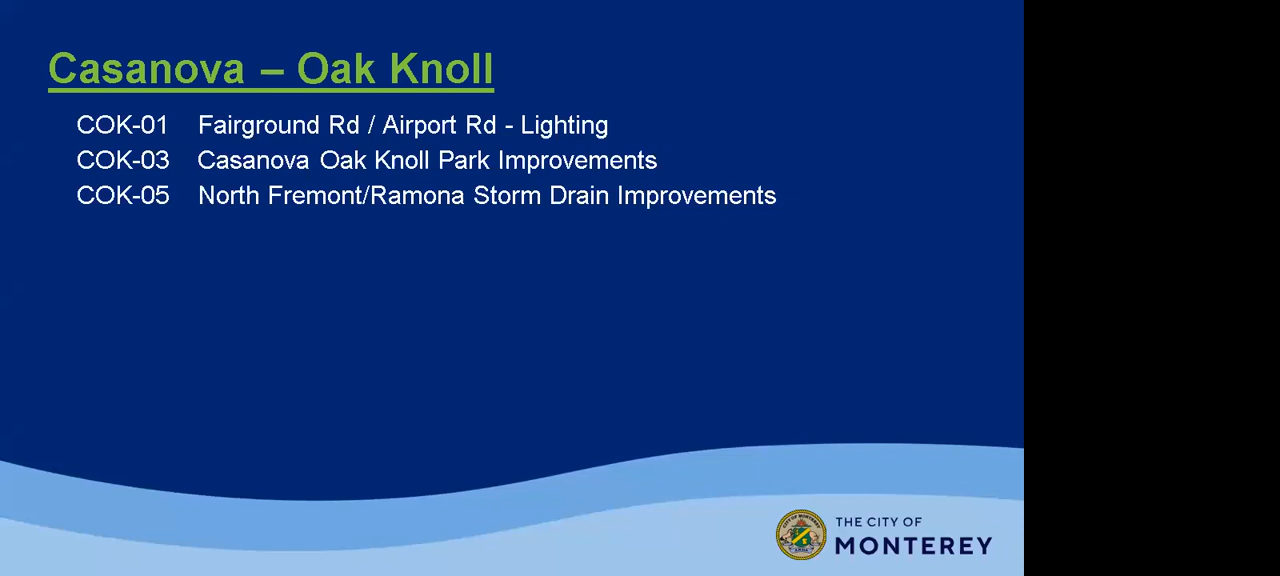 Casanova – Oak Knoll
COK-01 Fairground Rd / Airport Rd - Lighting
COK-03 Casanova Oak Knoll Park Improvements
COK-05 North Fremont/Ramona Storm Drain Improvements
THE CITY OF
MONTEREY